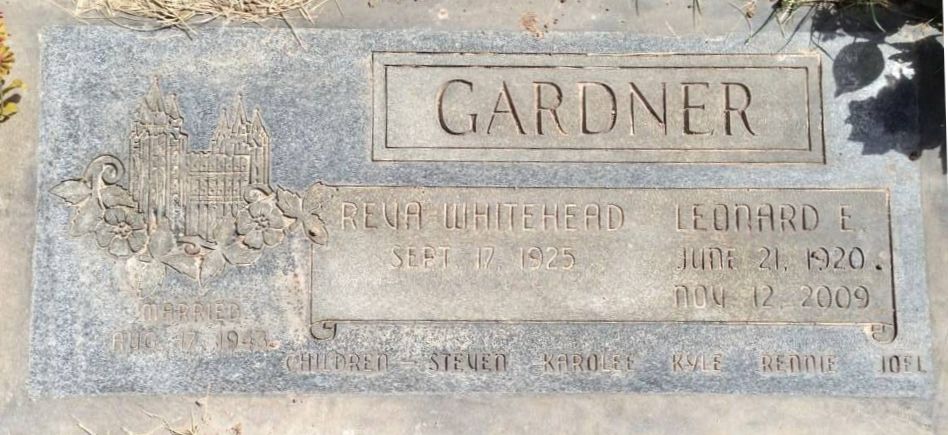 GARDNER
REVA WHITEHEAD
SEPT. 17, 1925
LEONARD E.
JUNE 21, 1920
NOV. 12, 2009
MARRIED
AUG. 17, 1943
CHILDREN — STEVEN KAROLEE KYLE RENNIE JOEL